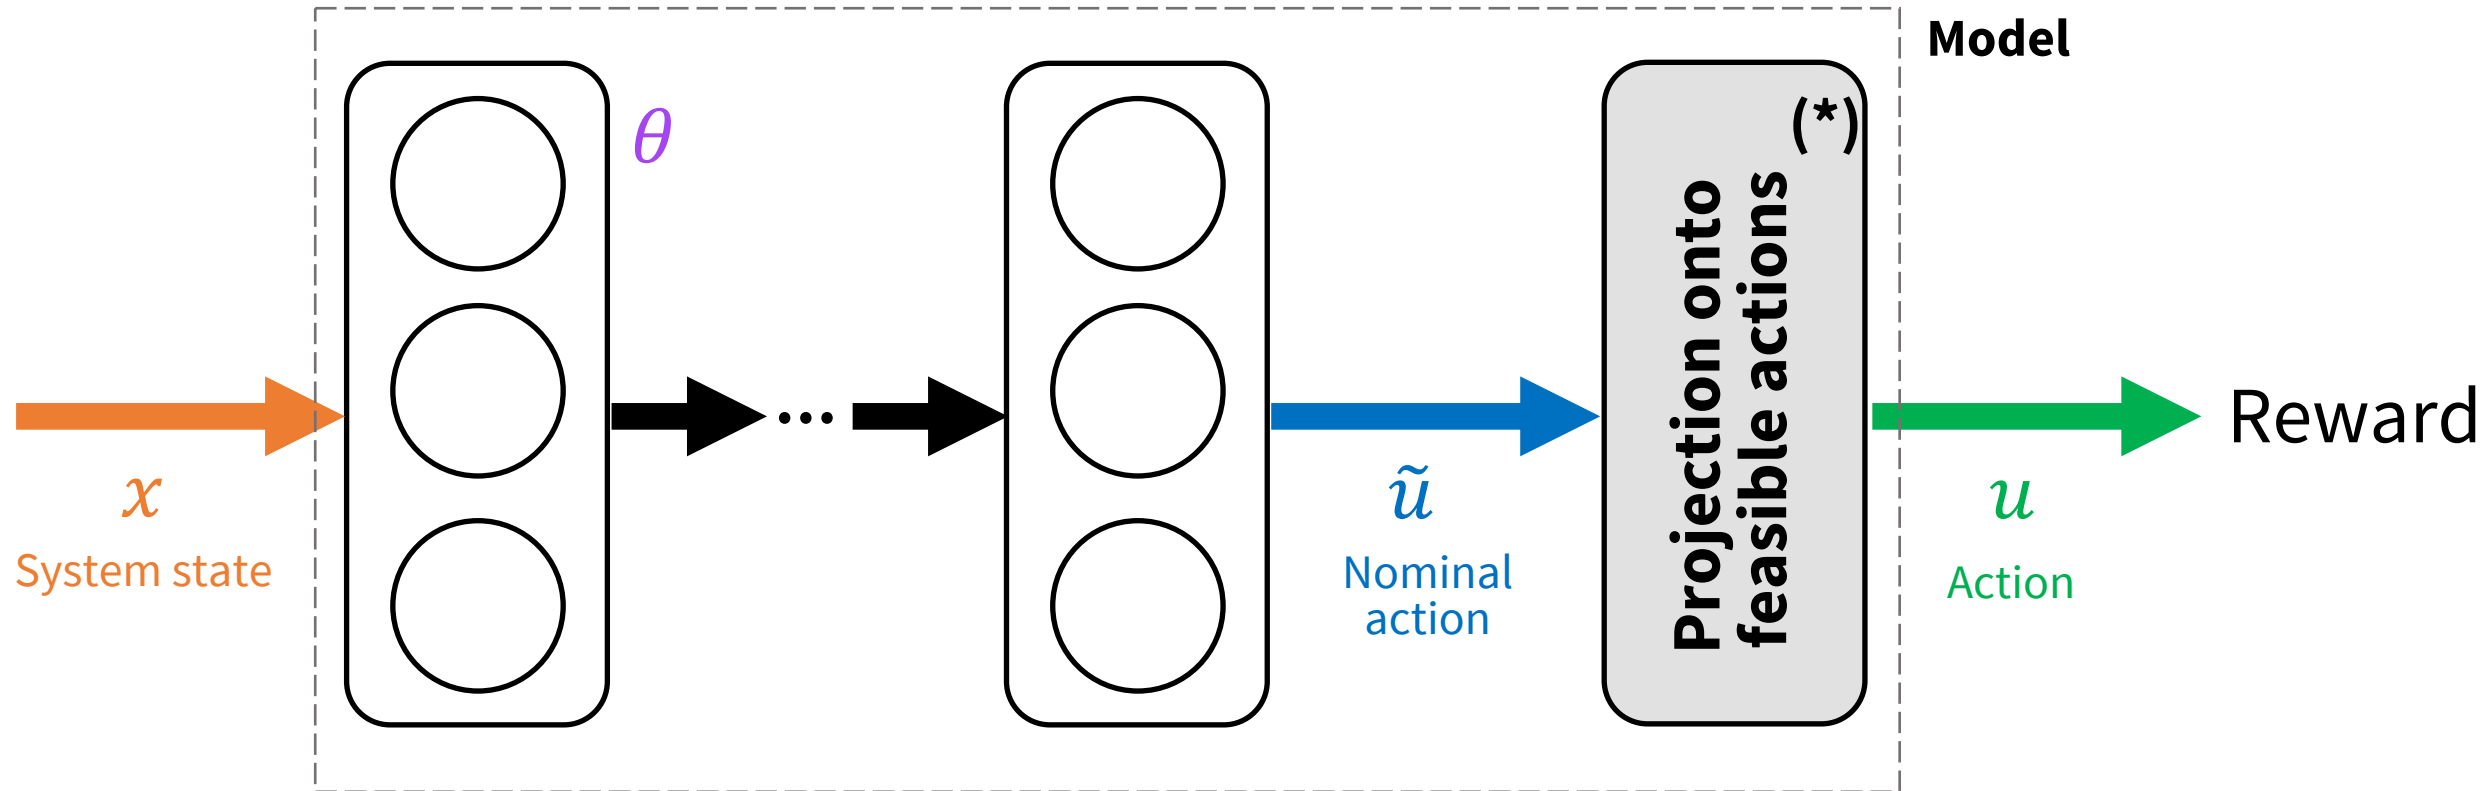 Model
θ
(*)
Projection onto
feasible actions
...
Reward
x
System state
ũ
Nominal
action
u
Action